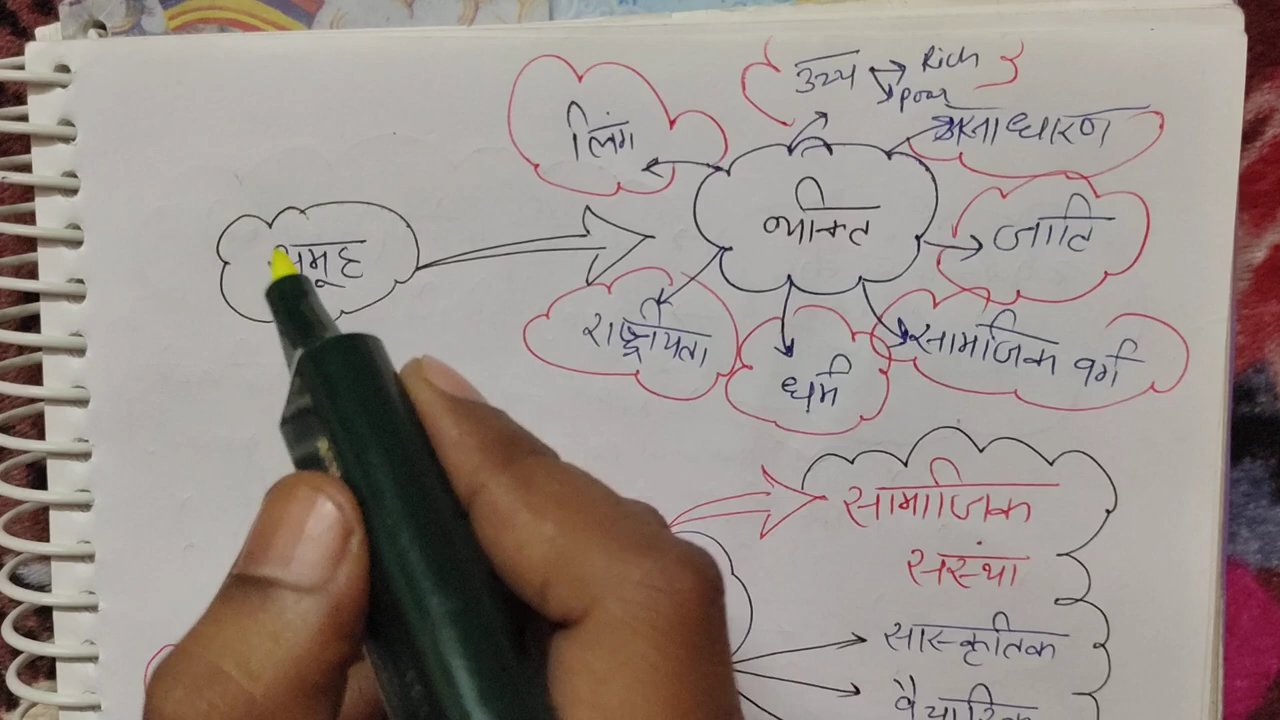 उच्य Rich
poor
लिंग
असाधारण
व्यक्ति
जाति
समूह
राष्ट्रीयता
सामाजिक वर्ग
धर्म
सामाजिक
संस्था
सांस्कृतिक
वैचारिक